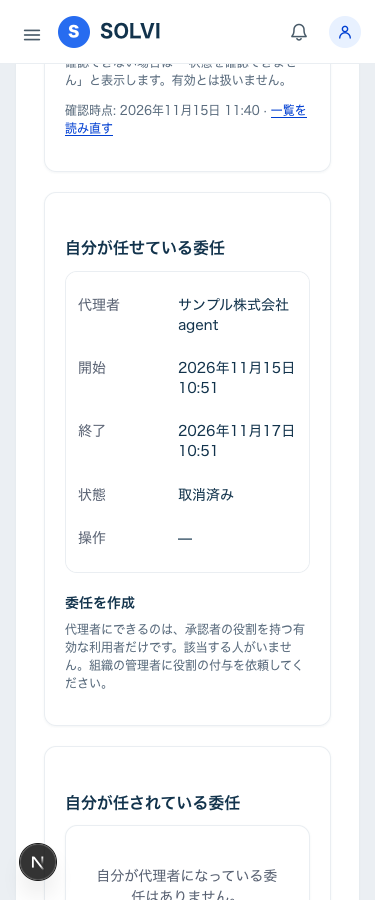 S SOLVI
確認できない場合は「状態を確認できませ
ん」と表示します。有効とは扱いません。
確認時点: 2026年11月15日 11:40 · 一覧を
読み直す
自分が任せている委任
代理者 サンプル株式会社
agent
開始 2026年11月15日
10:51
終了 2026年11月17日
10:51
状態 取消済み
操作 —
委任を作成
代理者にできるのは、承認者の役割を持つ有
効な利用者だけです。該当する人がいませ
ん。組織の管理者に役割の付与を依頼してく
ださい。
自分が任されている委任
自分が代理者になっている委
任はありません。
N